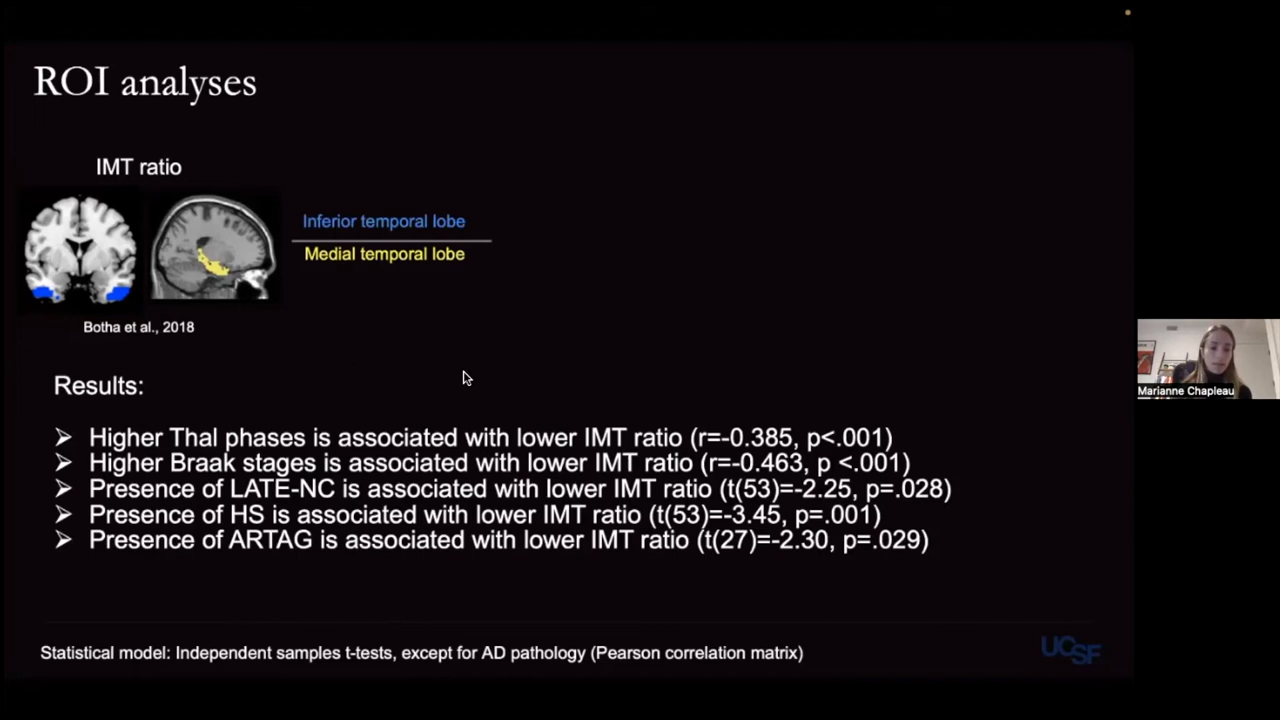 ROI analyses
IMT ratio
Inferior temporal lobe
Medial temporal lobe
Botha et al., 2018
Results:
➢ Higher Thal phases is associated with lower IMT ratio (r=-0.385, p<.001)
➢ Higher Braak stages is associated with lower IMT ratio (r=-0.463, p <.001)
➢ Presence of LATE-NC is associated with lower IMT ratio (t(53)=-2.25, p=.028)
➢ Presence of HS is associated with lower IMT ratio (t(53)=-3.45, p=.001)
➢ Presence of ARTAG is associated with lower IMT ratio (t(27)=-2.30, p=.029)
Statistical model: Independent samples t-tests, except for AD pathology (Pearson correlation matrix)
UCSF
Marianne Chapleau